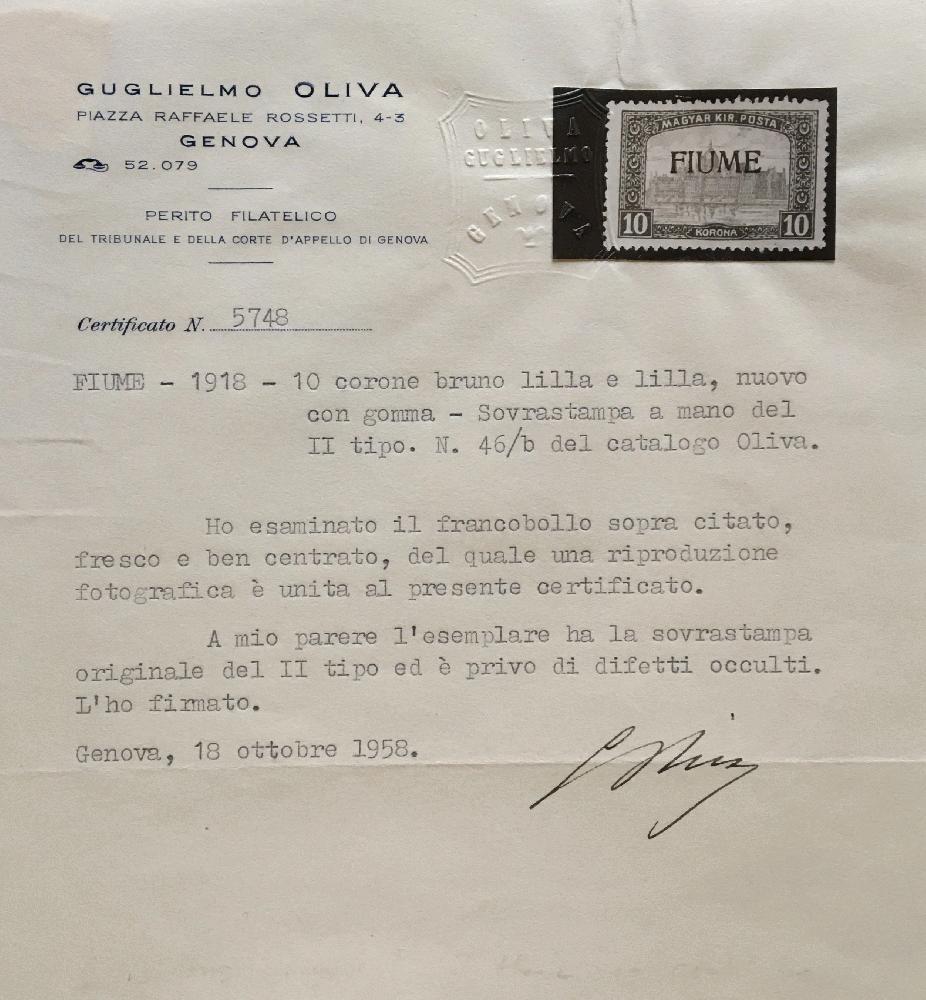 GUGLIELMO OLIVA
PIAZZA RAFFAELE ROSSETTI, 4-3
GENOVA
52.079
PERITO FILATELICO
DEL TRIBUNALE E DELLA CORTE D'APPELLO DI GENOVA
OLIVA
GUGLIELMO
GENOVA
MAGYAR KIR. POSTA
FIUME
10 KORONA 10
Certificato N. 5748
FIUME - 1918 - 10 corone bruno lilla e lilla, nuovo
con gomma - Sovrastampa a mano del
II tipo. N. 46/b del catalogo Oliva.
Ho esaminato il francobollo sopra citato,
fresco e ben centrato, del quale una riproduzione
fotografica è unita al presente certificato.
A mio parere l'esemplare ha la sovrastampa
originale del II tipo ed è privo di difetti occulti.
L'ho firmato.
Genova, 18 ottobre 1958.